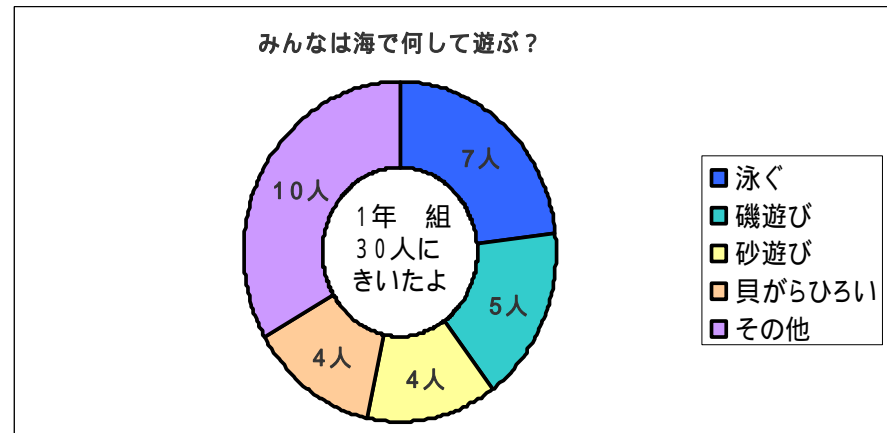 みんなは海で何して遊ぶ？
7人
10人
1年　組
30人に
きいたよ
5人
4人
4人
泳ぐ
磯遊び
砂遊び
貝がらひろい
その他